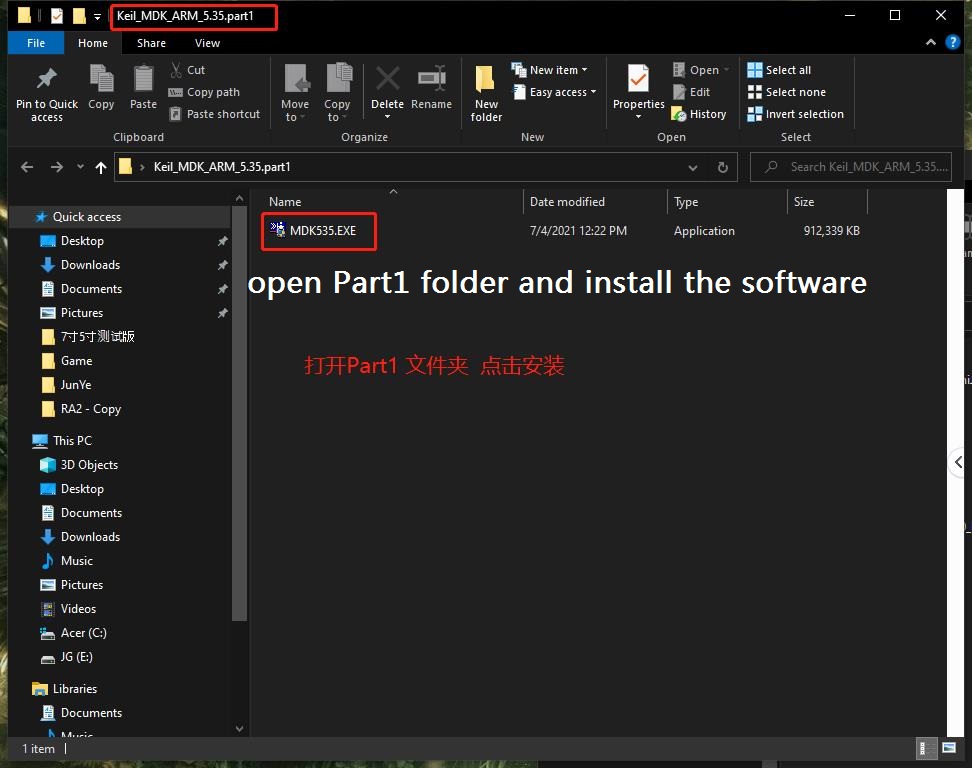 Keil_MDK_ARM_5.35.part1
File Home Share View
Pin to Quick access
Copy
Paste
Cut
Copy path
Paste shortcut
Clipboard
Move to
Copy to
Delete
Rename
Organize
New folder
New item
Easy access
New
Properties
Open
Edit
History
Open
Select all
Select none
Invert selection
Select
Keil_MDK_ARM_5.35.part1
Search Keil_MDK_ARM_5.35....
Name Date modified Type Size
MDK535.EXE 7/4/2021 12:22 PM Application 912,339 KB
open Part1 folder and install the software
打开Part1 文件夹 点击安装
Quick access
Desktop
Downloads
Documents
Pictures
7寸5寸测试版
Game
JunYe
RA2 - Copy
This PC
3D Objects
Desktop
Documents
Downloads
Music
Pictures
Videos
Acer (C:)
JG (E:)
Libraries
Documents
Music
1 item